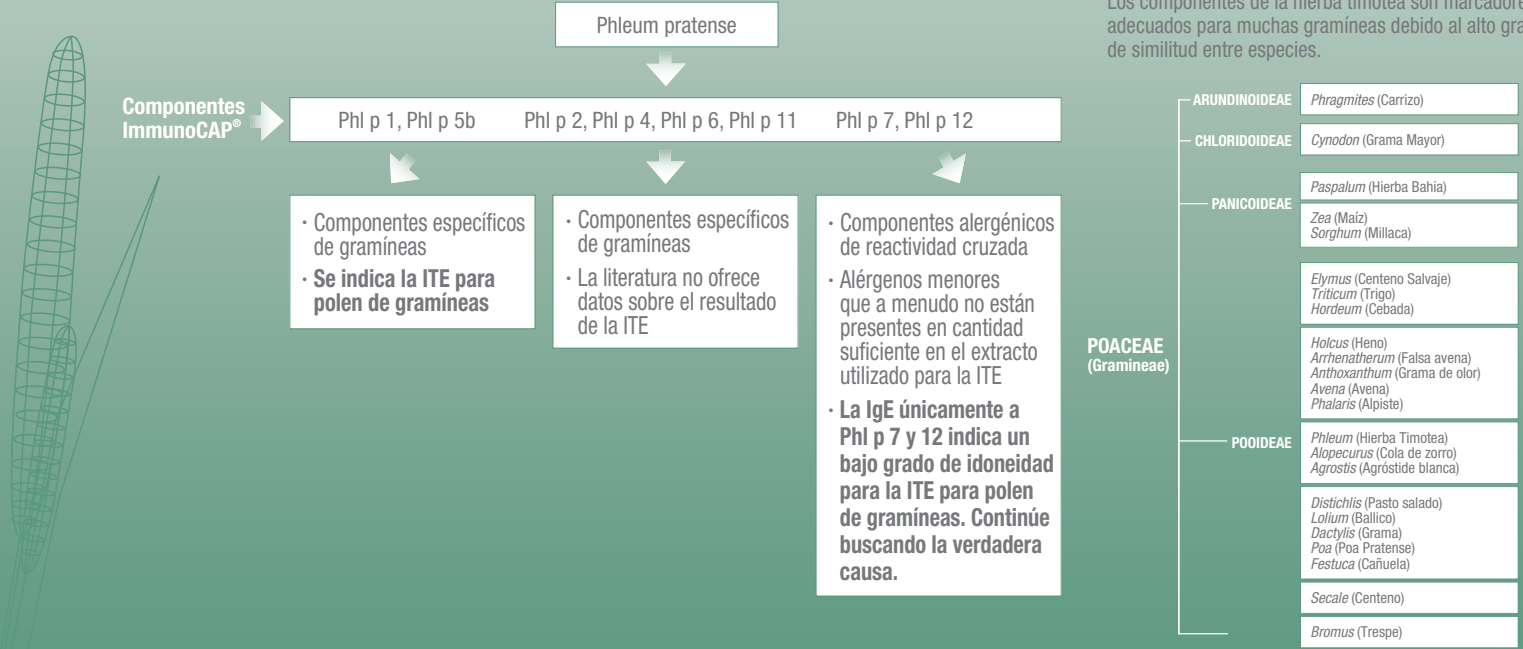 Phleum pratense
Componentes
ImmunoCAP®
Phl p 1, Phl p 5b Phl p 2, Phl p 4, Phl p 6, Phl p 11 Phl p 7, Phl p 12
· Componentes específicos
de gramíneas
· Se indica la ITE para
polen de gramíneas
· Componentes específicos
de gramíneas
· La literatura no ofrece
datos sobre el resultado
de la ITE
· Componentes alergénicos
de reactividad cruzada
· Alérgenos menores
que a menudo no están
presentes en cantidad
suficiente en el extracto
utilizado para la ITE
· La IgE únicamente a
Phl p 7 y 12 indica un
bajo grado de idoneidad
para la ITE para polen
de gramíneas. Continúe
buscando la verdadera
causa.
Los componentes de la hierba timotea son marcadore
adecuados para muchas gramíneas debido al alto gra
de similitud entre especies.
POACEAE
(Gramineae)
ARUNDINOIDEAE
Phragmites (Carrizo)
CHLORIDOIDEAE
Cynodon (Grama Mayor)
PANICOIDEAE
Paspalum (Hierba Bahia)
Zea (Maíz)
Sorghum (Millaca)
POOIDEAE
Elymus (Centeno Salvaje)
Triticum (Trigo)
Hordeum (Cebada)
Holcus (Heno)
Arrhenatherum (Falsa avena)
Anthoxanthum (Grama de olor)
Avena (Avena)
Phalaris (Alpiste)
Phleum (Hierba Timotea)
Alopecurus (Cola de zorro)
Agrostis (Agróstide blanca)
Distichlis (Pasto salado)
Lolium (Ballico)
Dactylis (Grama)
Poa (Poa Pratense)
Festuca (Cañuela)
Secale (Centeno)
Bromus (Trespe)